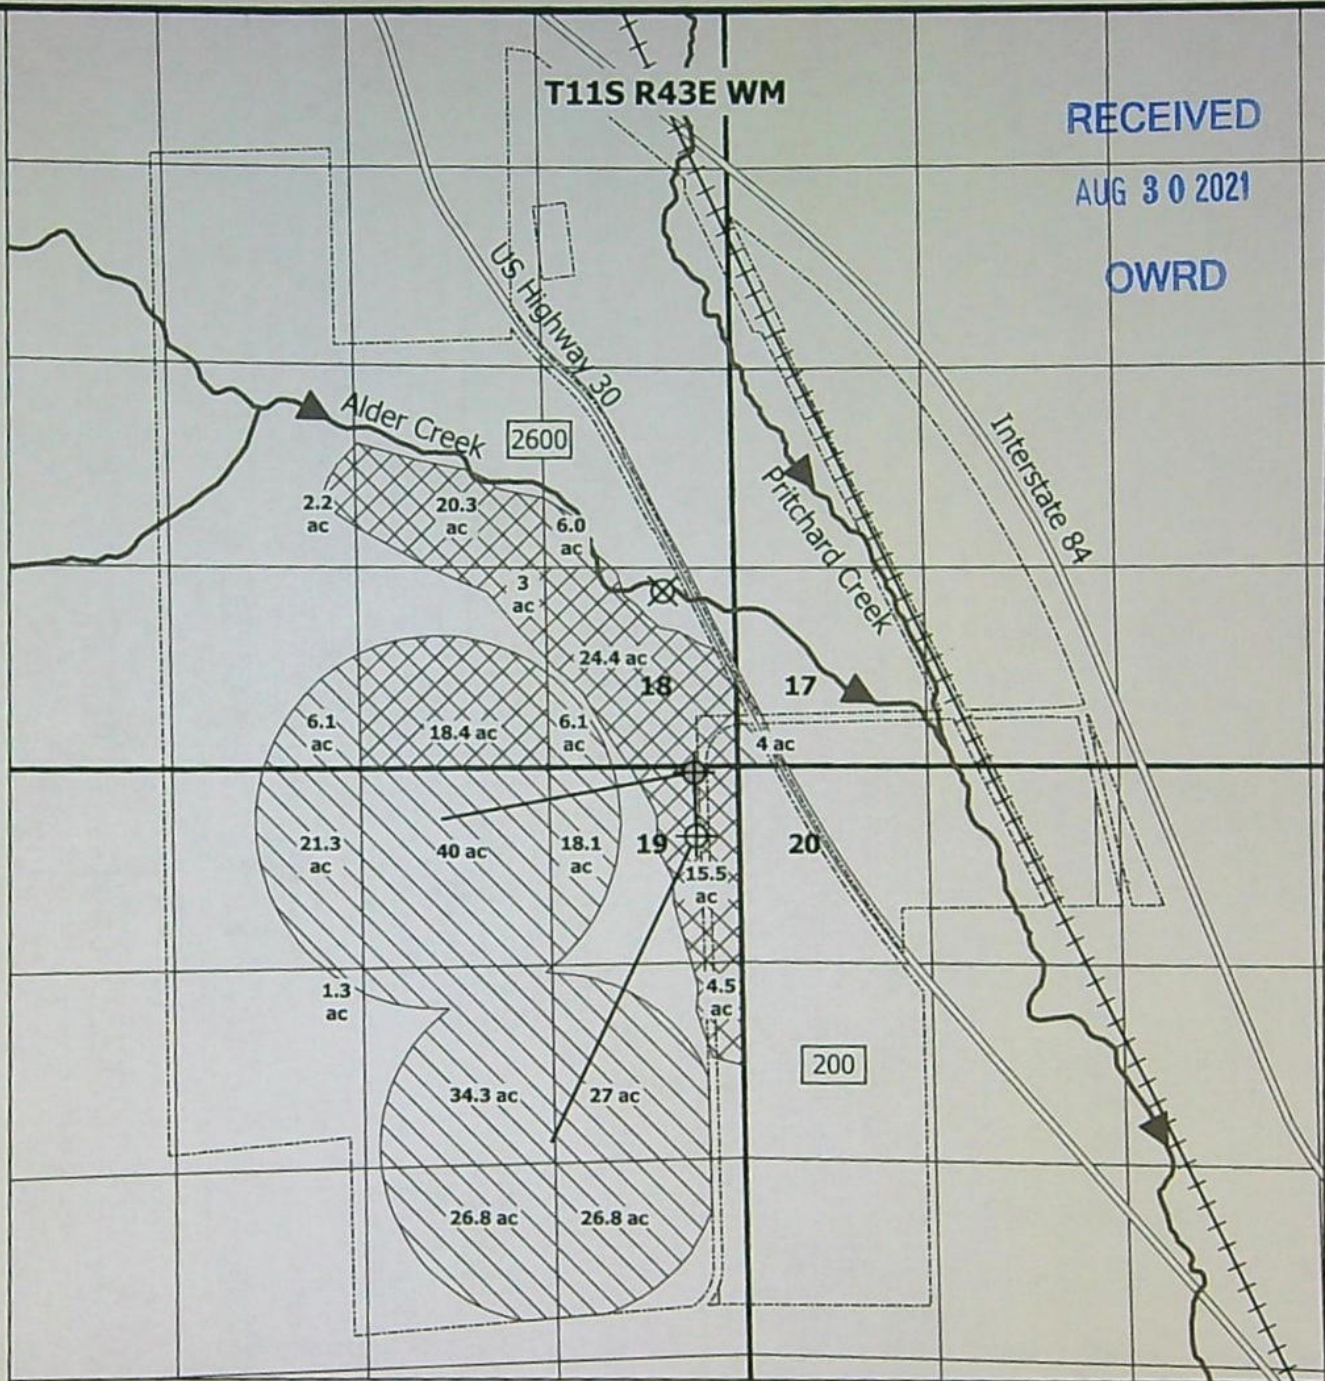 T11S R43E WM
RECEIVED
AUG 30 2021
OWRD
US Highway 30
Alder Creek
2600
Interstate 84
Pritchard Creek
2.2
ac
20.3
ac
6.0
ac
3
ac
24.4 ac
18
17
6.1
ac
18.4 ac
6.1
ac
4 ac
21.3
ac
40 ac
18.1
ac
19
20
15.5
ac
1.3
ac
4.5
ac
200
34.3 ac
27 ac
26.8 ac
26.8 ac